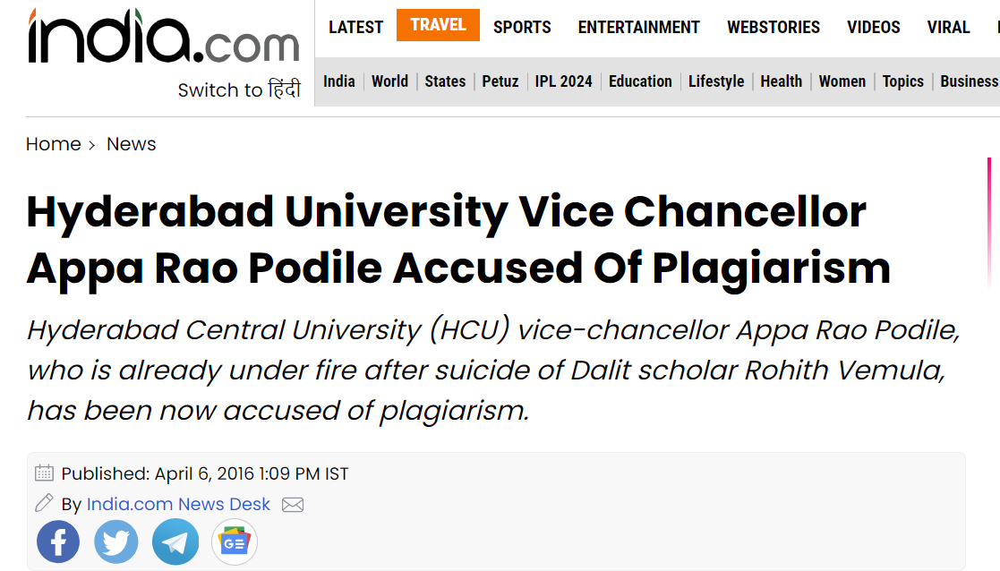 india.com
Switch to हिंदी
LATEST TRAVEL SPORTS ENTERTAINMENT WEBSTORIES VIDEOS VIRAL
India World States Petuz IPL 2024 Education Lifestyle Health Women Topics Business
Home > News
Hyderabad University Vice Chancellor
Appa Rao Podile Accused Of Plagiarism
Hyderabad Central University (HCU) vice-chancellor Appa Rao Podile,
who is already under fire after suicide of Dalit scholar Rohith Vemula,
has been now accused of plagiarism.
Published: April 6, 2016 1:09 PM IST
By India.com News Desk